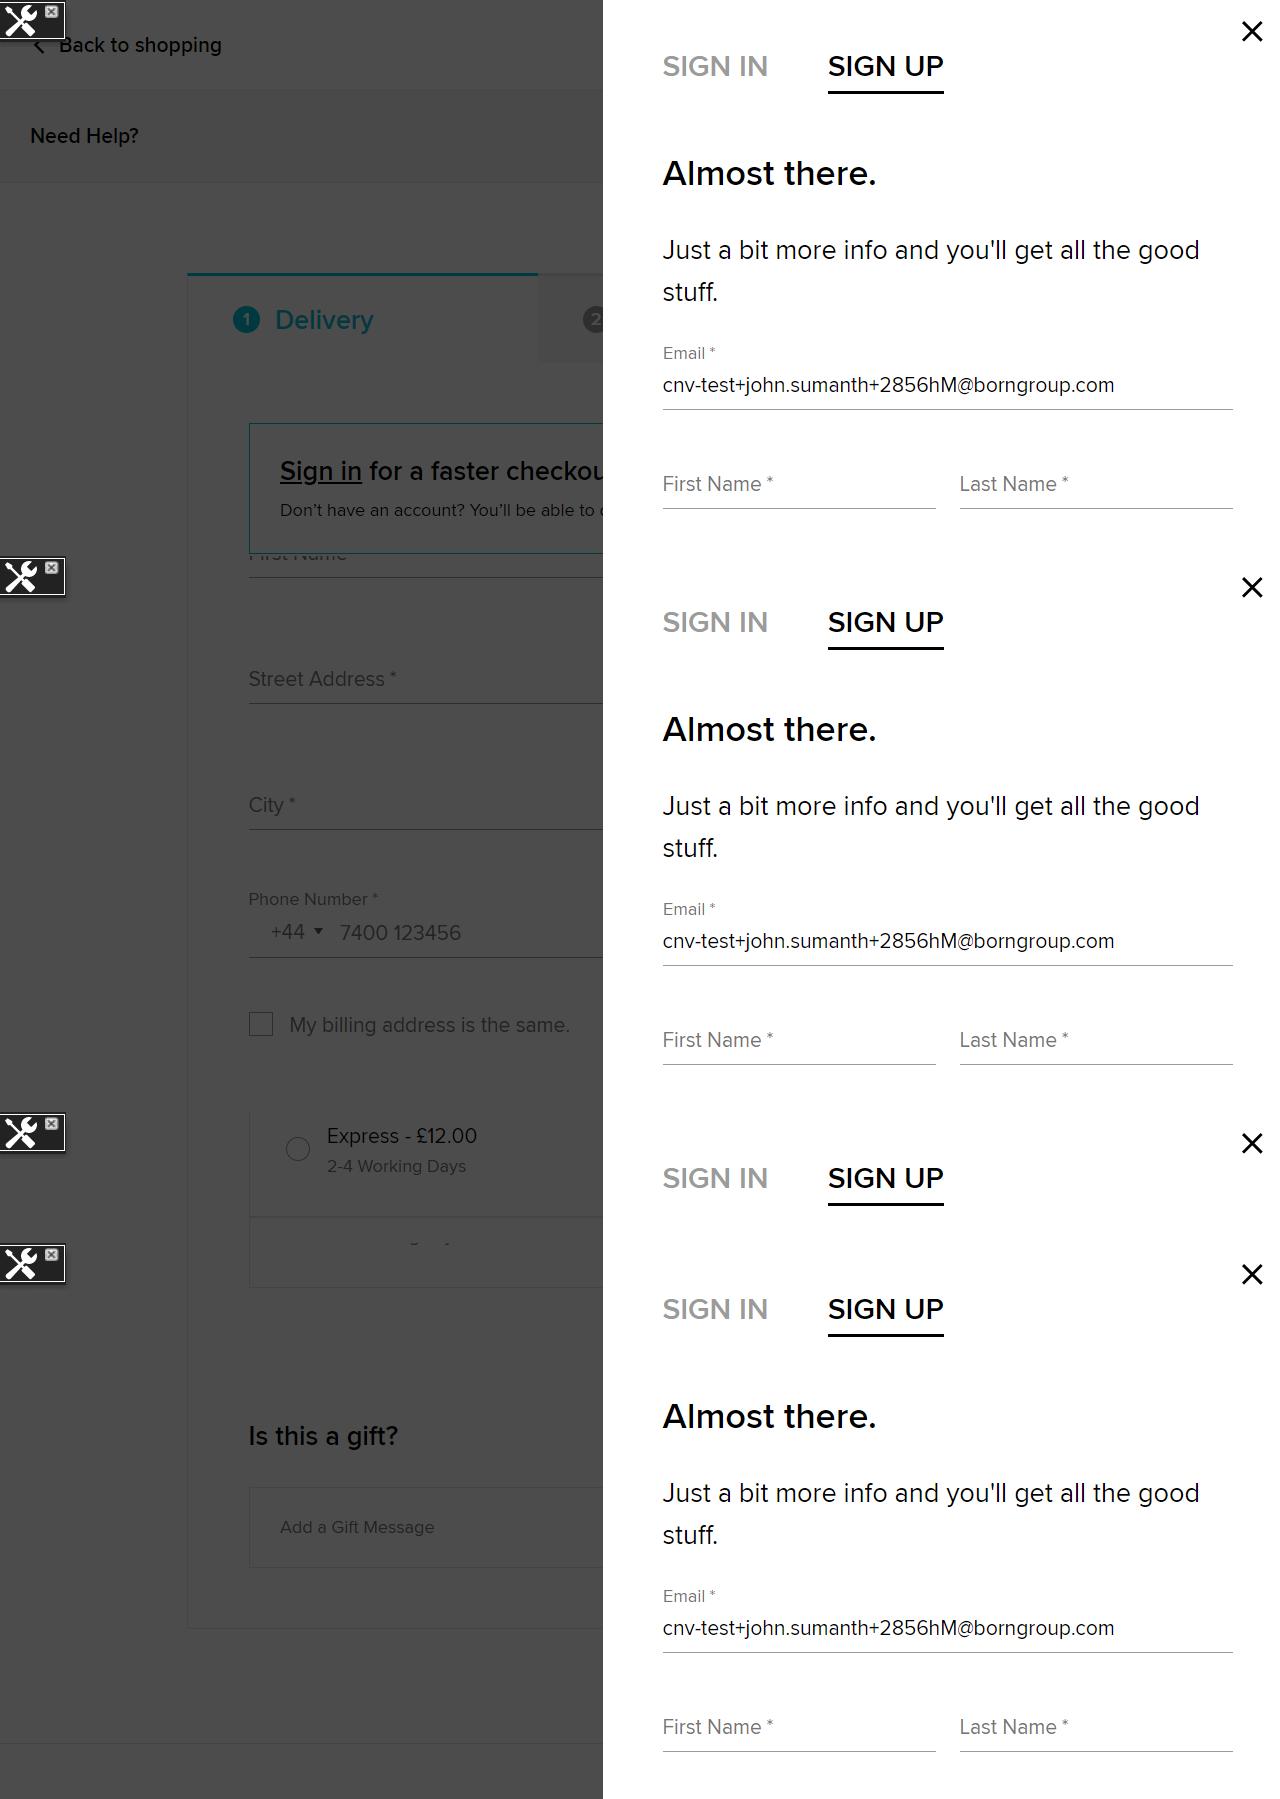 Back to shopping
Need Help?
1 Delivery
2
Sign in for a faster checkou
Don't have an account? You'll be able to
First Name
Street Address *
City *
Phone Number *
+44 7400 123456
My billing address is the same.
Express - £12.00
2-4 Working Days
Is this a gift?
Add a Gift Message
SIGN IN SIGN UP
Almost there.
Just a bit more info and you'll get all the good
stuff.
Email *
cnv-test+john.sumanth+2856hM@borngroup.com
First Name * Last Name *
SIGN IN SIGN UP
Almost there.
Just a bit more info and you'll get all the good
stuff.
Email *
cnv-test+john.sumanth+2856hM@borngroup.com
First Name * Last Name *
SIGN IN SIGN UP
SIGN IN SIGN UP
Almost there.
Just a bit more info and you'll get all the good
stuff.
Email *
cnv-test+john.sumanth+2856hM@borngroup.com
First Name * Last Name *